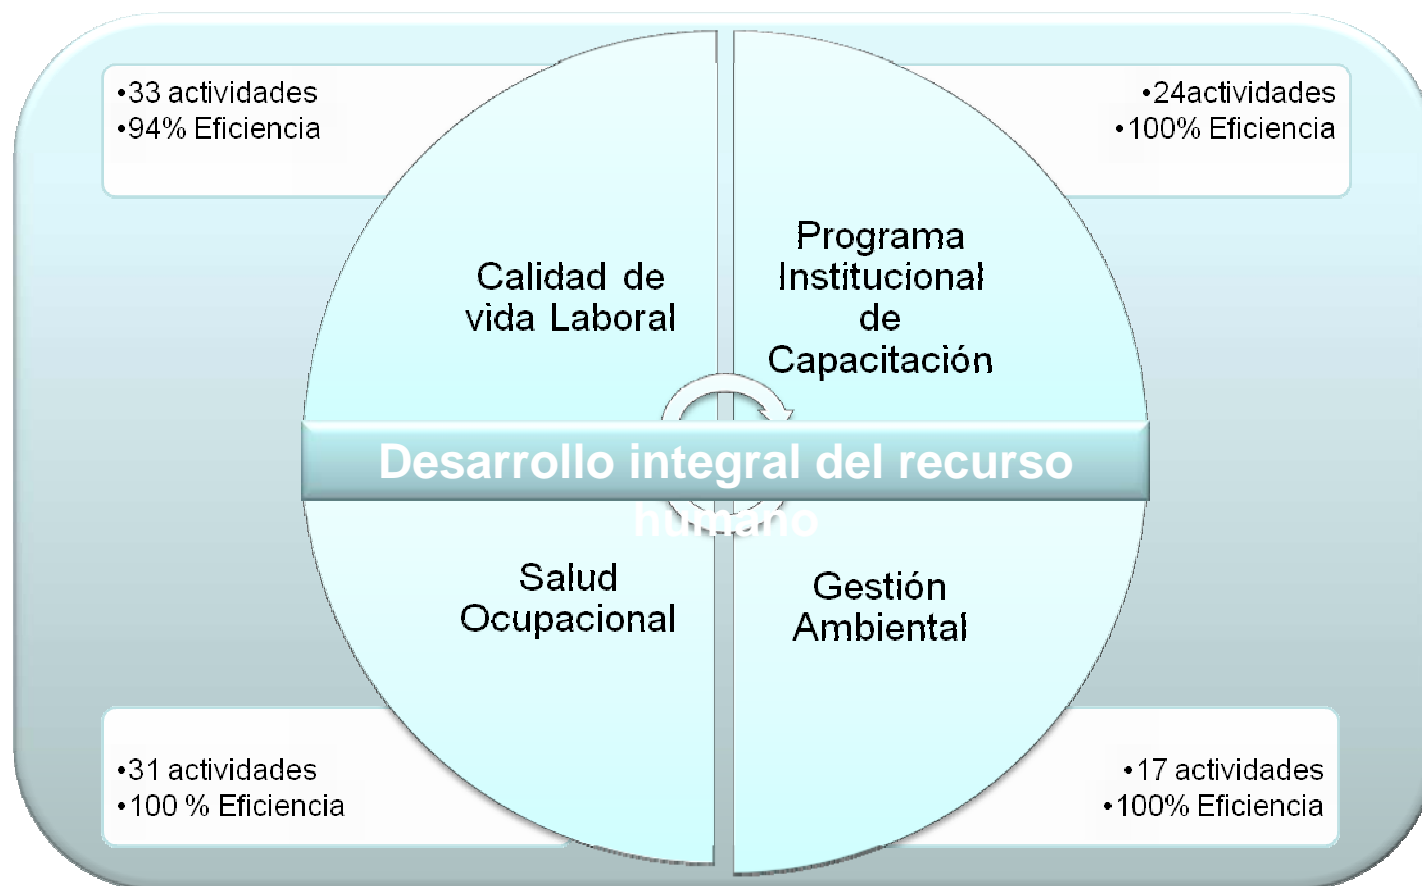 •33 actividades
•94% Eficiencia
•24actividades
•100% Eficiencia
Calidad de
vida Laboral
Programa
Institucional
de
Capacitación
Desarrollo integral del recurso
humano
Salud
Ocupacional
Gestión
Ambiental
•31 actividades
•100 % Eficiencia
•17 actividades
•100% Eficiencia